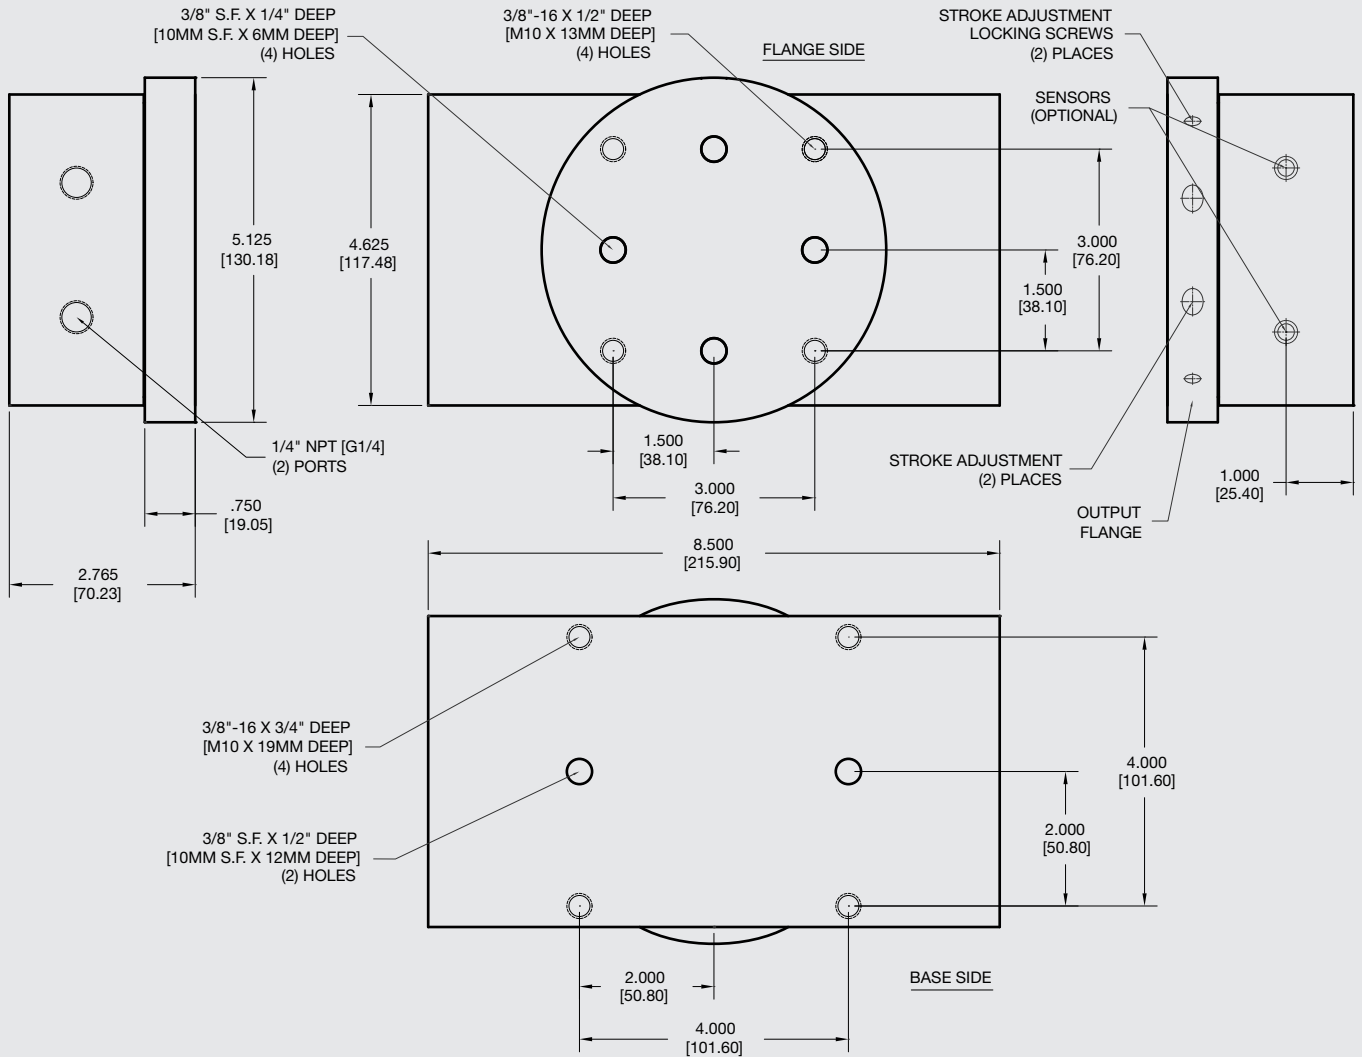 3/8" S.F. X 1/4" DEEP
[10MM S.F. X 6MM DEEP]
(4) HOLES
3/8"-16 X 1/2" DEEP
[M10 X 13MM DEEP]
(4) HOLES
FLANGE SIDE
STROKE ADJUSTMENT
LOCKING SCREWS
(2) PLACES
SENSORS
(OPTIONAL)
5.125
[130.18]
4.625
[117.48]
3.000
[76.20]
1.500
[38.10]
1/4" NPT [G1/4]
(2) PORTS
1.500
[38.10]
3.000
[76.20]
STROKE ADJUSTMENT
(2) PLACES
OUTPUT
FLANGE
1.000
[25.40]
.750
[19.05]
2.765
[70.23]
8.500
[215.90]
3/8"-16 X 3/4" DEEP
[M10 X 19MM DEEP]
(4) HOLES
3/8" S.F. X 1/2" DEEP
[10MM S.F. X 12MM DEEP]
(2) HOLES
4.000
[101.60]
2.000
[50.80]
2.000
[50.80]
4.000
[101.60]
BASE SIDE